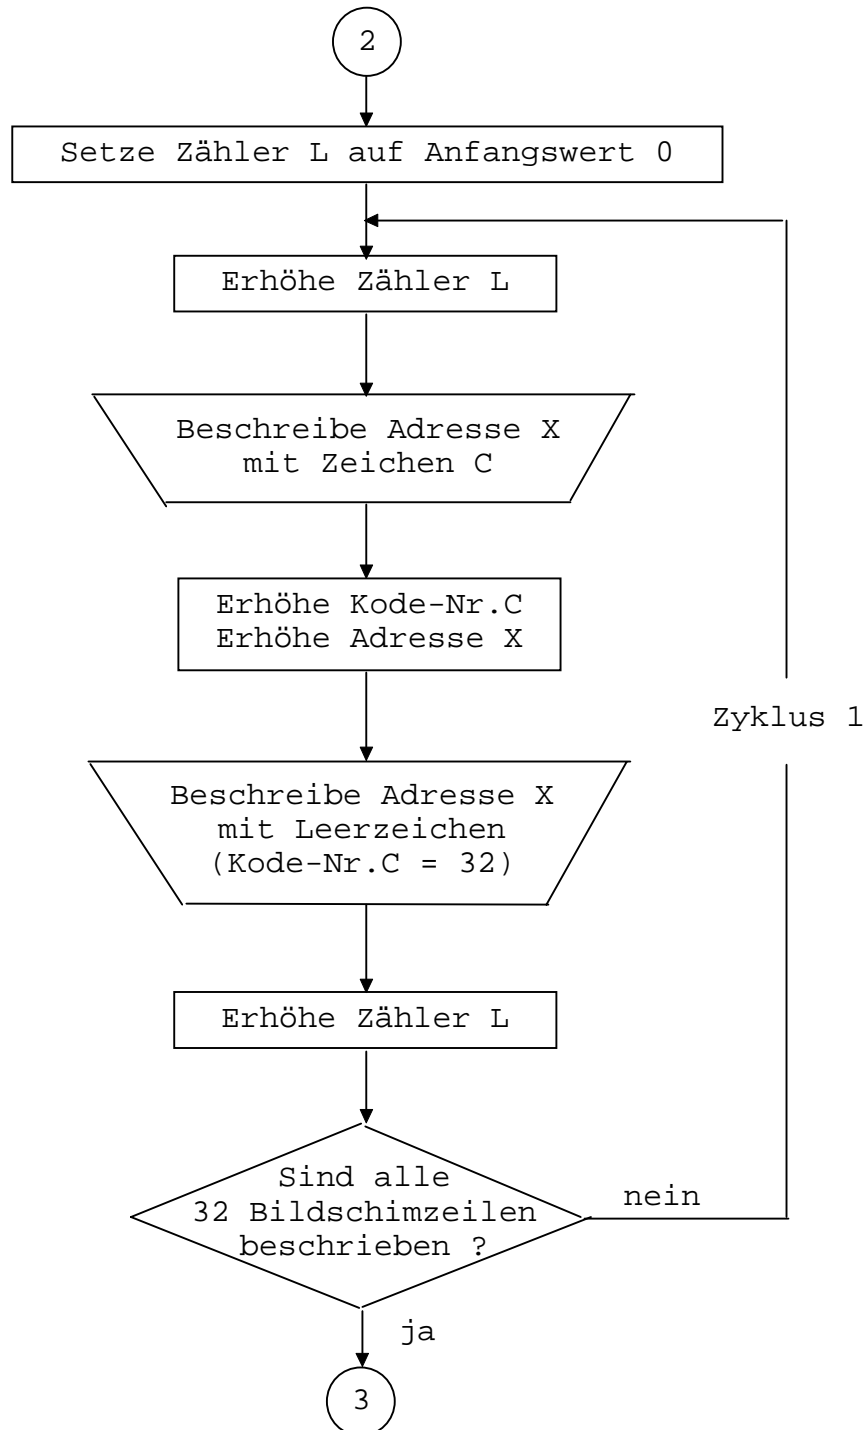 2
Setze Zähler L auf Anfangswert 0
Erhöhe Zähler L
Beschreibe Adresse X
mit Zeichen C
Erhöhe Kode-Nr.C
Erhöhe Adresse X
Zyklus 1
Beschreibe Adresse X
mit Leerzeichen
(Kode-Nr.C = 32)
Erhöhe Zähler L
Sind alle
32 Bildschimzeilen
beschrieben ?
nein
ja
3